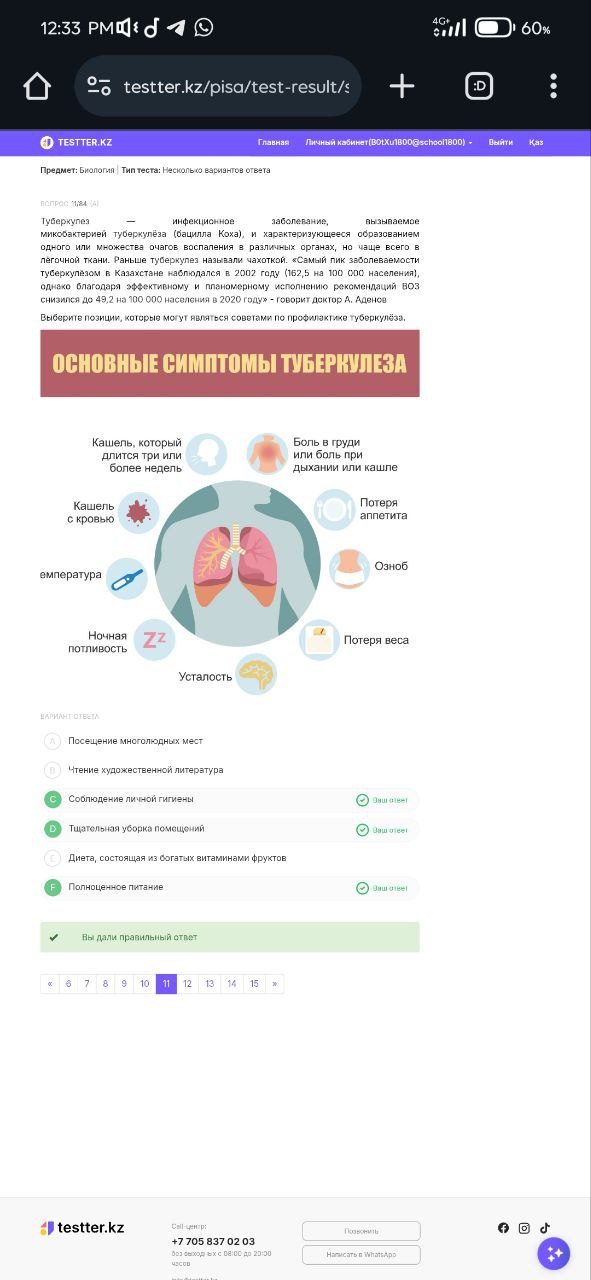 12:33 PM
4G+
60%
testter.kz/pisa/test-result/s
:D
TESTTER.KZ
Главная
Личный кабинет(B0tXu1800@school1800)
Выйти
Қаз
Предмет: Биология | Тип теста: Несколько вариантов ответа
ВОПРОС 11/84 (A)
Туберкулез — инфекционное заболевание, вызываемое
микобактерией туберкулёза (бацилла Коха), и характеризующееся образованием
одного или множества очагов воспаления в различных органах, но чаще всего в
лёгочной ткани. Раньше туберкулез называли чахоткой. «Самый пик заболеваемости
туберкулёзом в Казахстане наблюдался в 2002 году (162,5 на 100 000 населения),
однако благодаря эффективному и планомерному исполнению рекомендаций ВОЗ
снизился до 49,2 на 100 000 населения в 2020 году» - говорит доктор А. Аденов
Выберите позиции, которые могут являться советами по профилактике туберкулёза.
ОСНОВНЫЕ СИМПТОМЫ ТУБЕРКУЛЕЗА
Кашель, который
длится три или
более недель
Боль в груди
или боль при
дыхании или кашле
Кашель
с кровью
Потеря
аппетита
емпература
Озноб
Ночная
потливость
Zz
Потеря веса
Усталость
ВАРИАНТ ОТВЕТА
A Посещение многолюдных мест
B Чтение художественной литература
C Соблюдение личной гигиены Ваш ответ
D Тщательная уборка помещений Ваш ответ
E Диета, состоящая из богатых витаминами фруктов
F Полноценное питание Ваш ответ
Вы дали правильный ответ
« 6 7 8 9 10 11 12 13 14 15 »
testter.kz
Call-центр:
+7 705 837 02 03
без выходных с 08:00 до 20:00
часов
info@testter.kz
Позвонить
Написать в WhatsApp